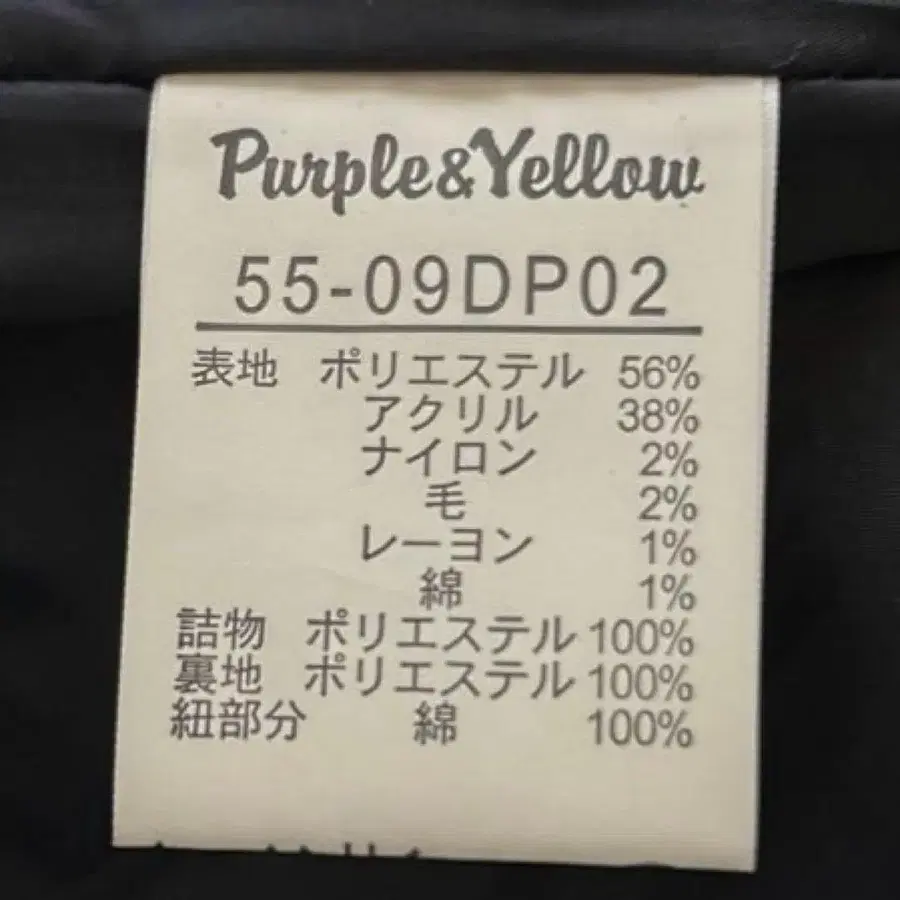 Purple&Yellow
55-09DP02
表地 ポリエステル 56%
アクリル 38%
ナイロン 2%
毛 2%
レーヨン 1%
綿 1%
詰物 ポリエステル 100%
裏地 ポリエステル 100%
紐部分 綿 100%